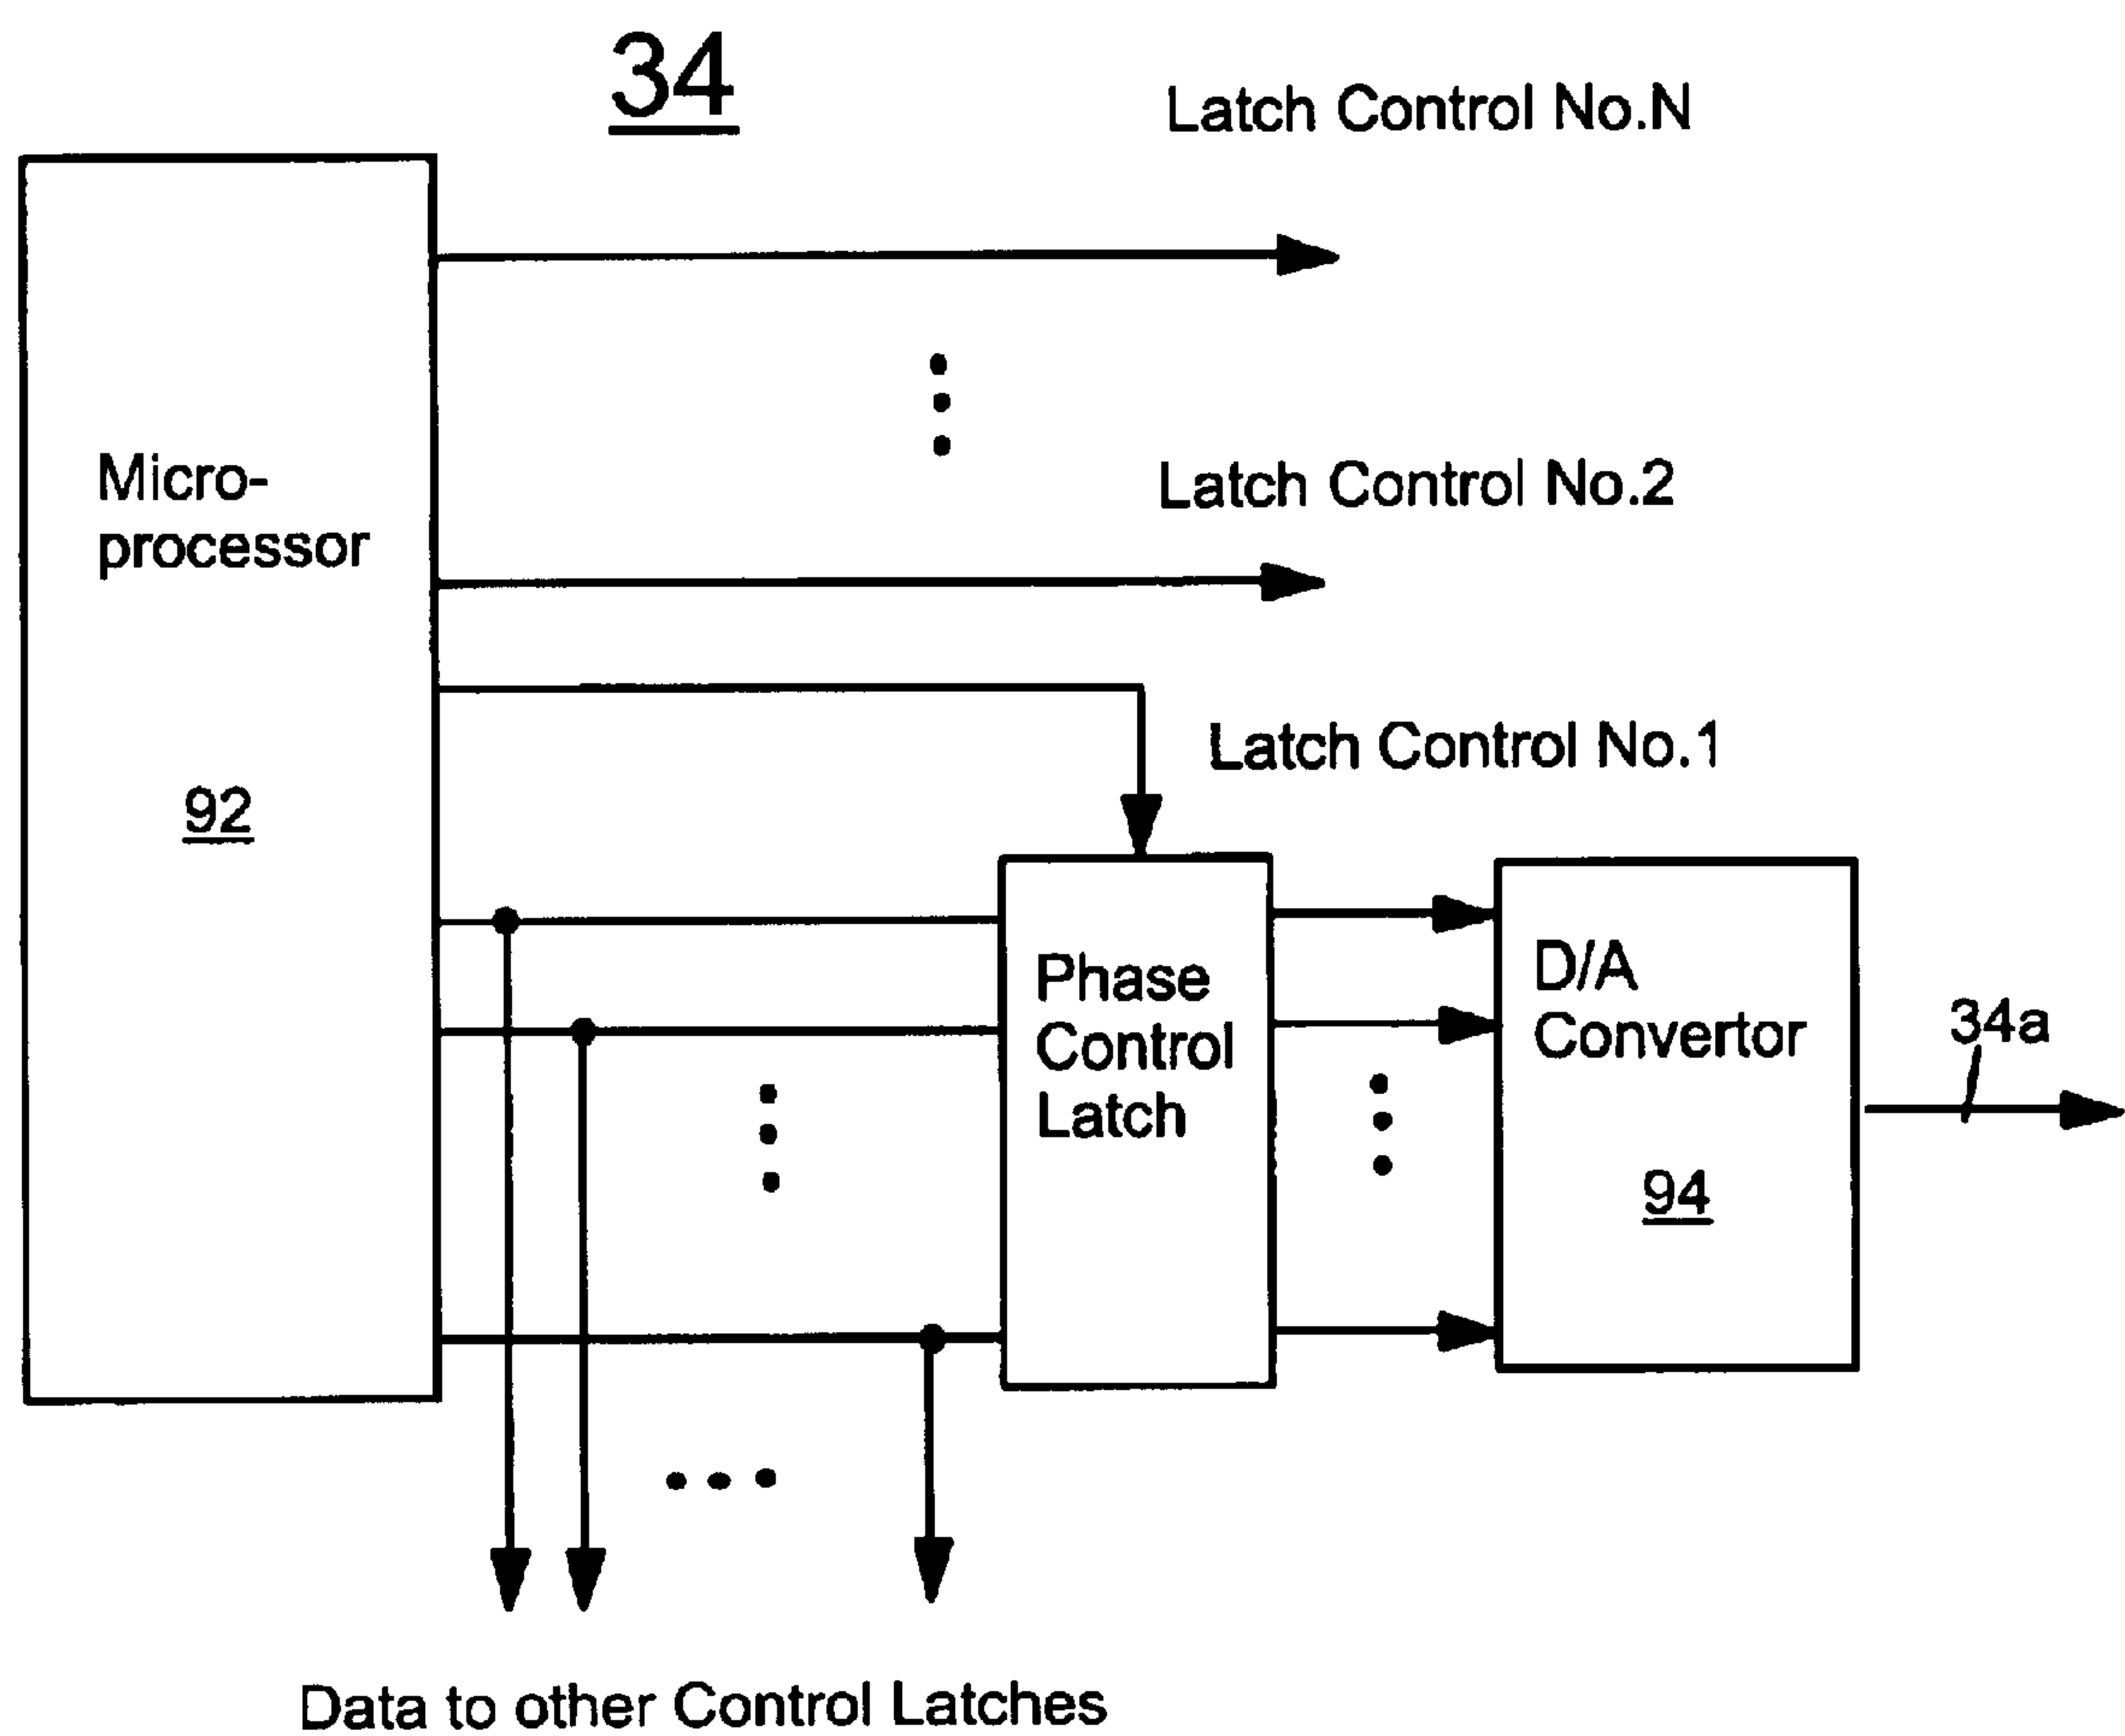 34
Latch Control No.N
Micro-
processor
Latch Control No.2
92
Latch Control No.1
Phase
Control
Latch
D/A
Convertor
94
34a
Data to other Control Latches